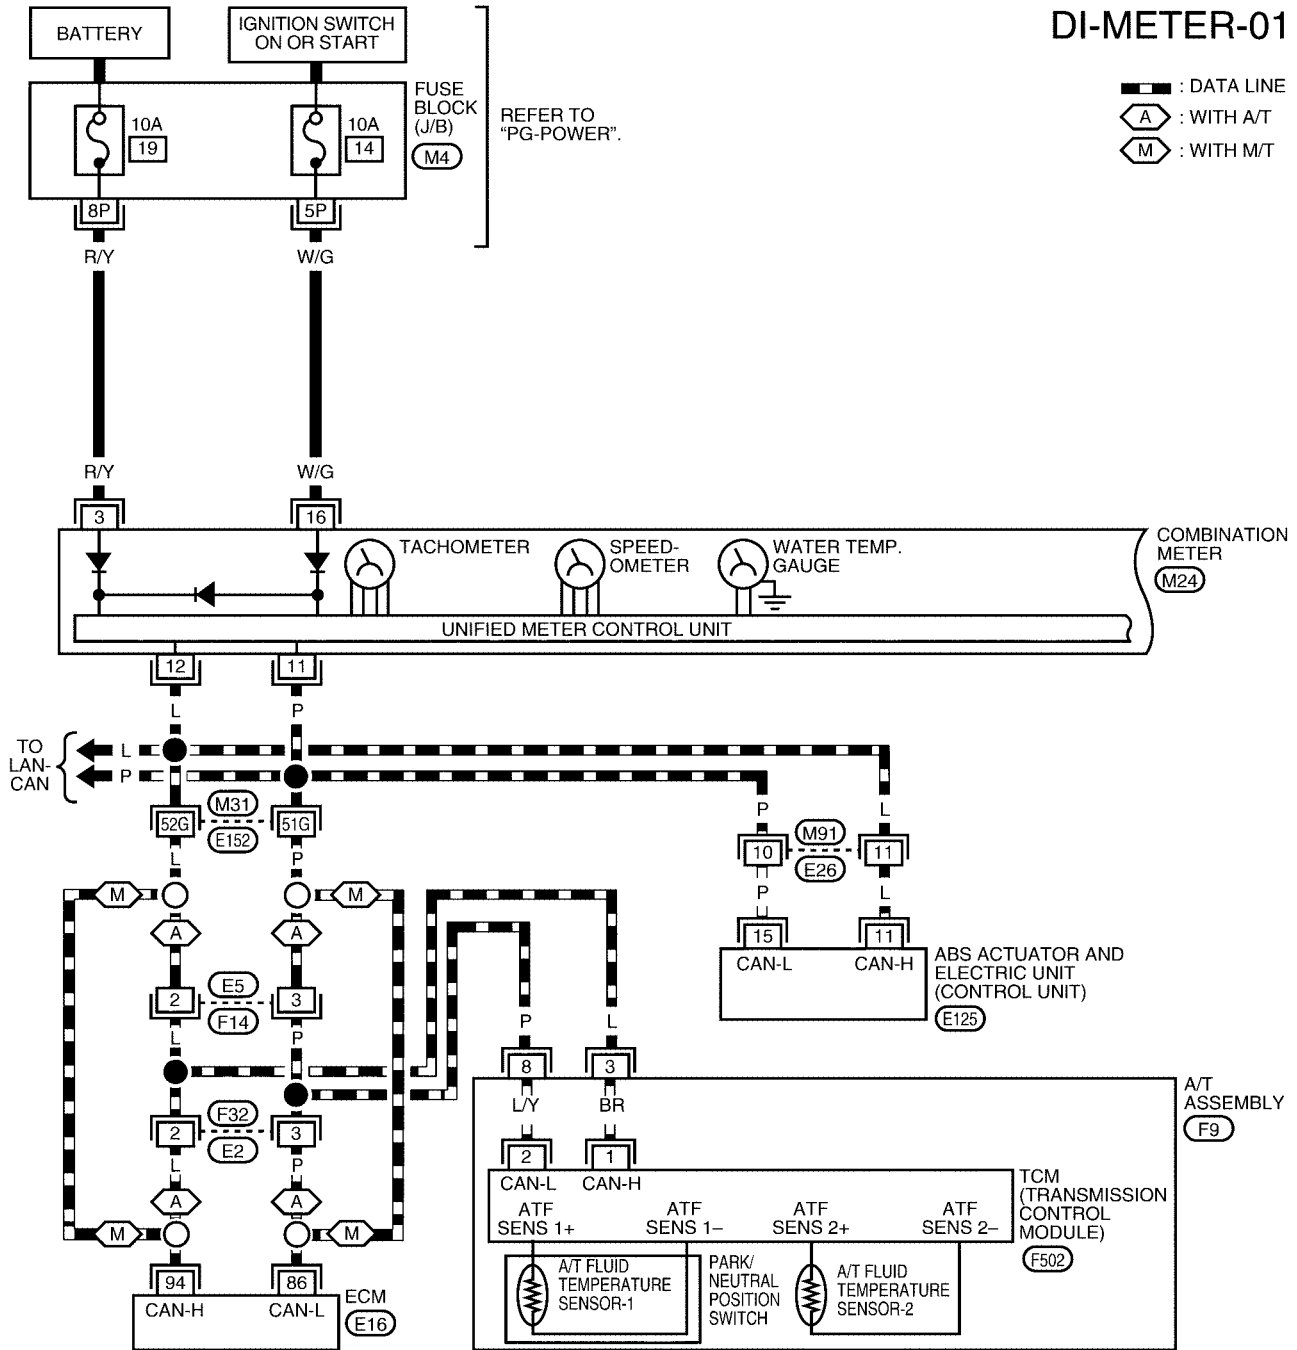 DI-METER-01
BATTERY
IGNITION SWITCH
ON OR START
: DATA LINE
A : WITH A/T
M : WITH M/T
FUSE
BLOCK
(J/B)
M4
REFER TO
"PG-POWER".
10A
19
10A
14
8P
5P
R/Y
W/G
R/Y
W/G
3
16
TACHOMETER
SPEED-
OMETER
WATER TEMP.
GAUGE
COMBINATION
METER
M24
UNIFIED METER CONTROL UNIT
12
11
L
P
TO
LAN-
CAN
L
P
52G
M31
E152
51G
P
L
10
M91
E26
11
L
P
P
L
M
M
A
A
15
11
CAN-L
CAN-H
ABS ACTUATOR AND
ELECTRIC UNIT
(CONTROL UNIT)
E125
2
E5
F14
3
L
P
P
L
8
3
L/Y
BR
A/T
ASSEMBLY
F9
2
F32
E2
3
L
P
2
1
CAN-L
CAN-H
TCM
(TRANSMISSION
CONTROL
MODULE)
F502
A
A
ATF
SENS 1+
ATF
SENS 1–
ATF
SENS 2+
ATF
SENS 2–
M
M
A/T FLUID
TEMPERATURE
SENSOR-1
PARK/
NEUTRAL
POSITION
SWITCH
A/T FLUID
TEMPERATURE
SENSOR-2
94
86
CAN-H
CAN-L
ECM
E16